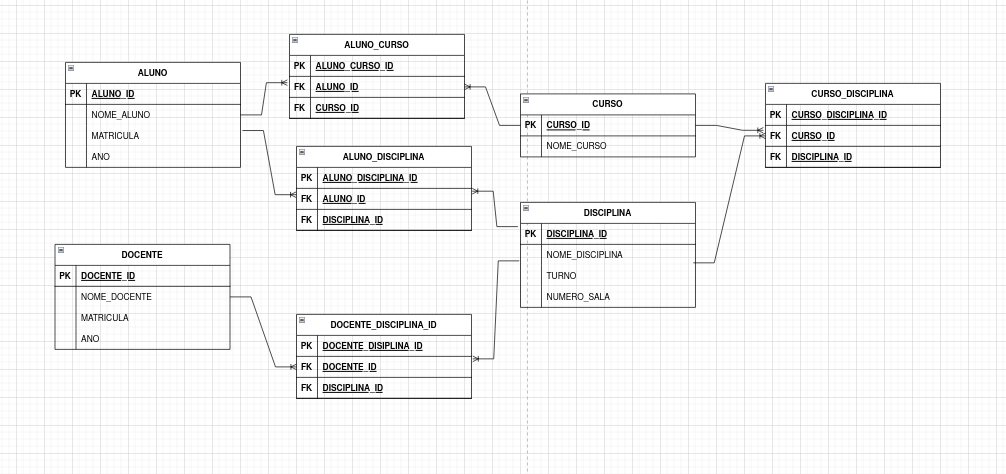 ALUNO
PK ALUNO_ID
NOME_ALUNO
MATRICULA
ANO
ALUNO_CURSO
PK ALUNO_CURSO_ID
FK ALUNO_ID
FK CURSO_ID
ALUNO_DISCIPLINA
PK ALUNO_DISCIPLINA_ID
FK ALUNO_ID
FK DISCIPLINA_ID
CURSO
PK CURSO_ID
NOME_CURSO
CURSO_DISCIPLINA
PK CURSO_DISCIPLINA_ID
FK CURSO_ID
FK DISCIPLINA_ID
DISCIPLINA
PK DISCIPLINA_ID
NOME_DISCIPLINA
TURNO
NUMERO_SALA
DOCENTE
PK DOCENTE_ID
NOME_DOCENTE
MATRICULA
ANO
DOCENTE_DISCIPLINA_ID
PK DOCENTE_DISIPLINA_ID
FK DOCENTE_ID
FK DISCIPLINA_ID